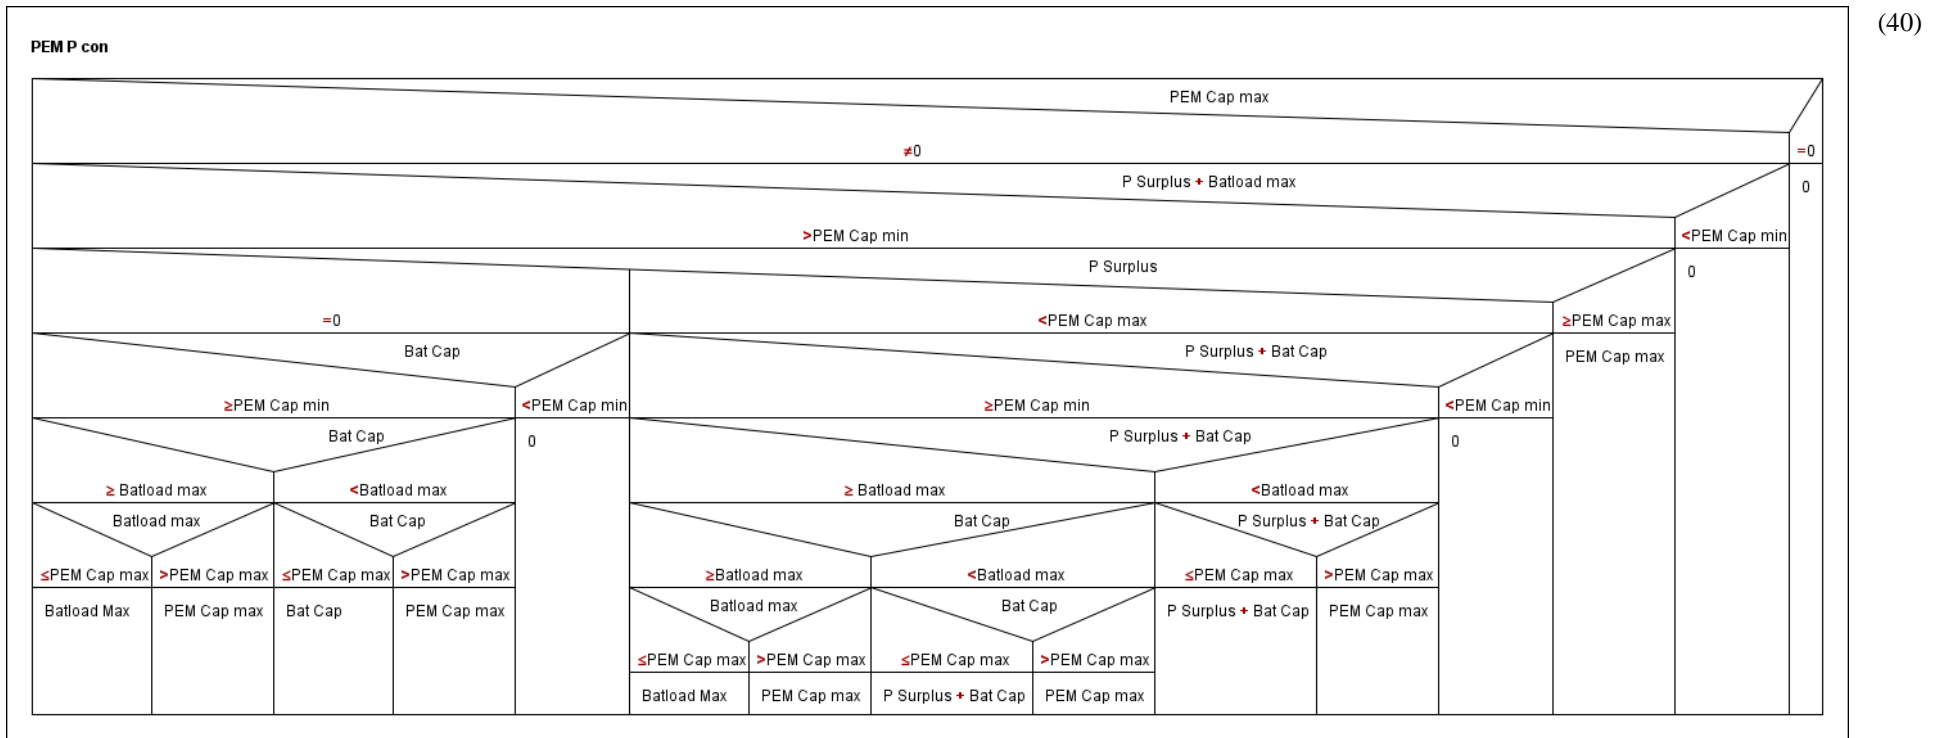 (40)
PEM P con
PEM Cap max
≠0 =0
P Surplus + Batload max 0
>PEM Cap min <PEM Cap min
P Surplus 0
=0 <PEM Cap max ≥PEM Cap max
Bat Cap P Surplus + Bat Cap PEM Cap max
≥PEM Cap min <PEM Cap min ≥PEM Cap min <PEM Cap min
Bat Cap 0 P Surplus + Bat Cap 0
≥ Batload max <Batload max ≥ Batload max <Batload max
Batload max Bat Cap Bat Cap P Surplus + Bat Cap
≤PEM Cap max >PEM Cap max ≤PEM Cap max >PEM Cap max ≥Batload max <Batload max ≤PEM Cap max >PEM Cap max
Batload Max PEM Cap max Bat Cap PEM Cap max Batload max Bat Cap P Surplus + Bat Cap PEM Cap max
≤PEM Cap max >PEM Cap max ≤PEM Cap max >PEM Cap max
Batload Max PEM Cap max P Surplus + Bat Cap PEM Cap max